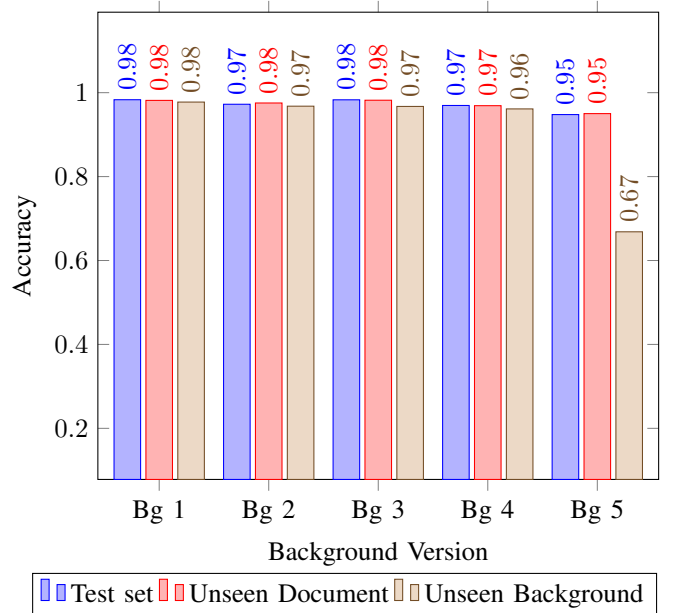 0.98 0.98 0.98 0.97 0.98 0.97 0.98 0.98 0.97 0.97 0.97 0.96 0.95 0.95 0.67
1
0.8
0.6
0.4
0.2
Accuracy
Bg 1 Bg 2 Bg 3 Bg 4 Bg 5
Background Version
Test set Unseen Document Unseen Background